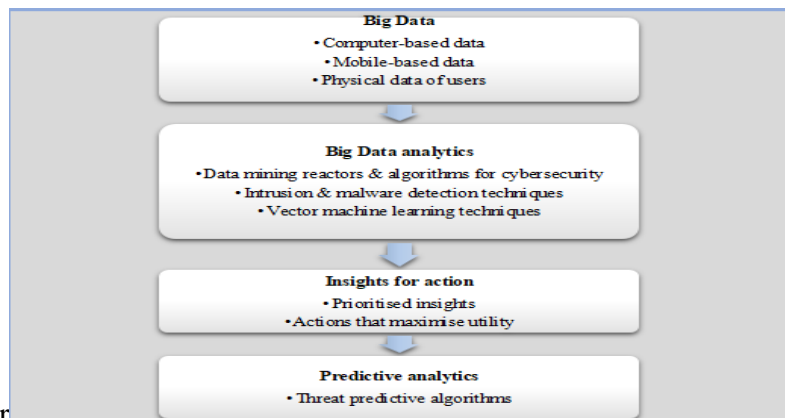 Big Data
• Computer-based data
• Mobile-based data
• Physical data of users
Big Data analytics
• Data mining reactors & algorithms for cybersecurity
• Intrusion & malware detection techniques
• Vector machine learning techniques
Insights for action
• Prioritised insights
• Actions that maximise utility
Predictive analytics
• Threat predictive algorithms